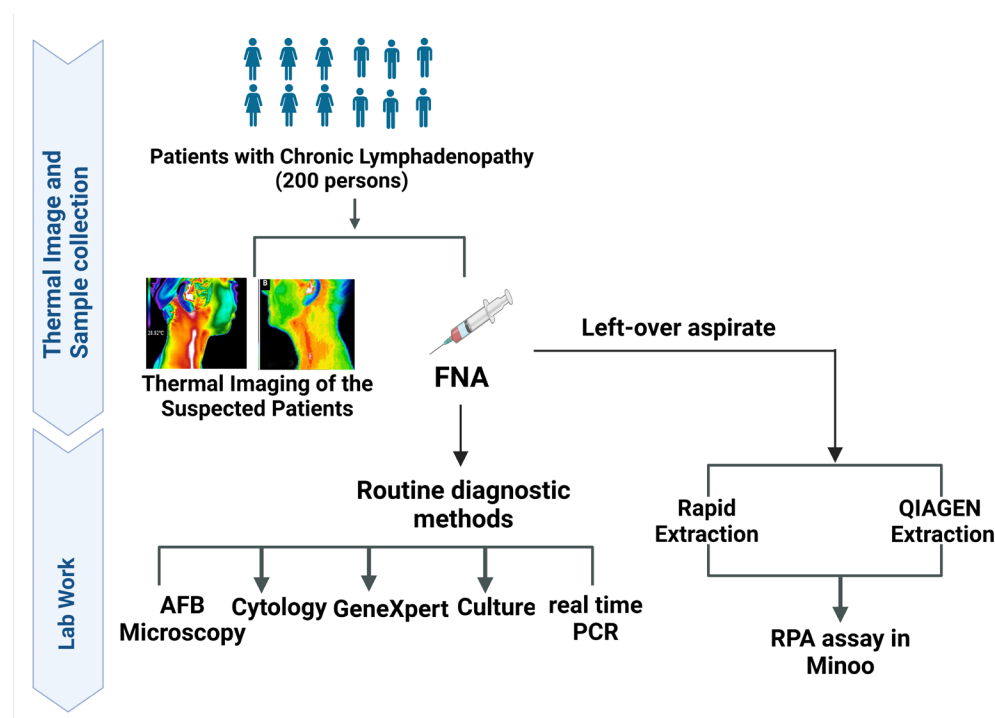 Thermal Image and
Sample collection
Patients with Chronic Lymphadenopathy
(200 persons)
B
Thermal Imaging of the
Suspected Patients
FNA
Left-over aspirate
Routine diagnostic
methods
Rapid
Extraction
QIAGEN
Extraction
Lab Work
AFB
Microscopy
Cytology
GeneXpert
Culture
real time
PCR
RPA assay in
Minoo